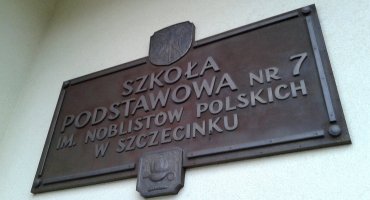 SZKOŁA
PODSTAWOWA NR 7
IM. NOBLISTÓW POLSKICH
W SZCZECINKU